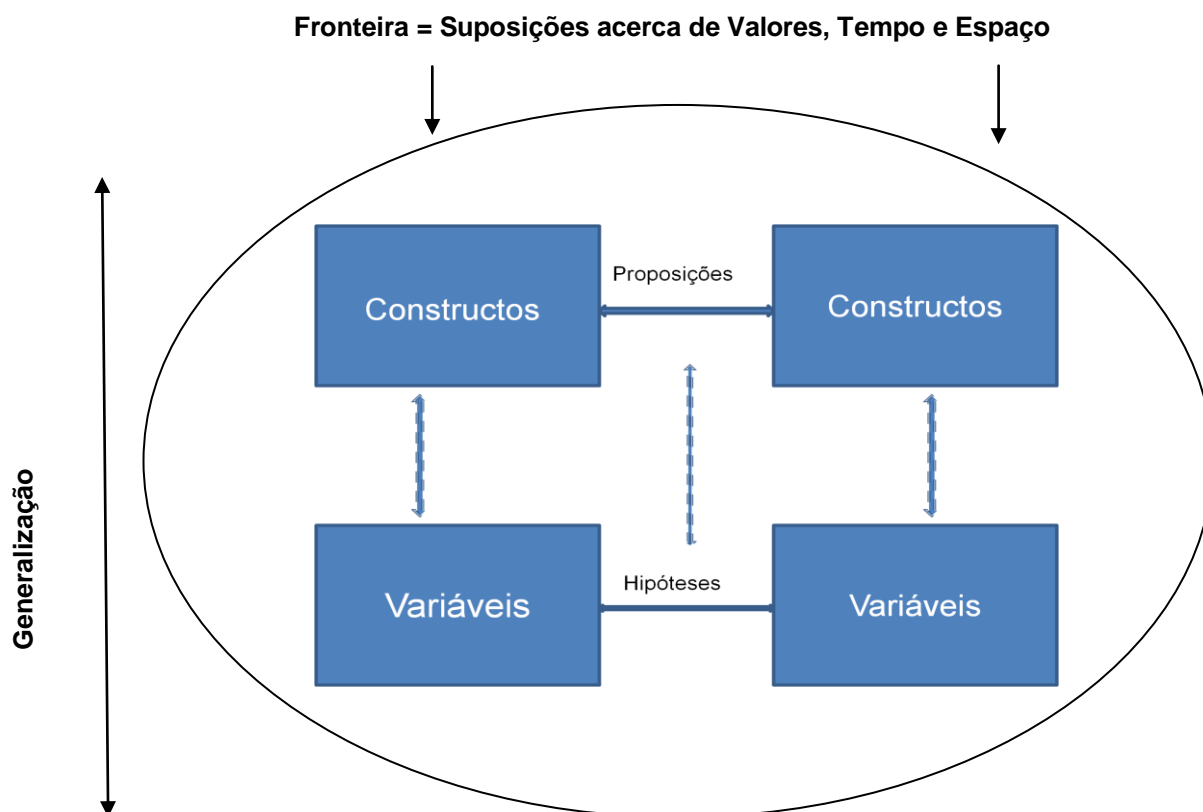 Fronteira = Suposições acerca de Valores, Tempo e Espaço
Generalização
Constructos
Proposições
Constructos
Variáveis
Hipóteses
Variáveis